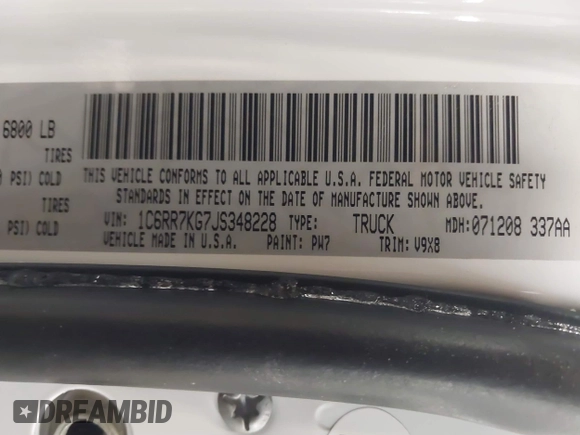 6800 LB
TIRES
PSI) COLD
THIS VEHICLE CONFORMS TO ALL APPLICABLE U.S.A. FEDERAL MOTOR VEHICLE SAFETY
TIRES
STANDARDS IN EFFECT ON THE DATE OF MANUFACTURE SHOWN ABOVE.
PSI) COLD
VIN: 1C6RR7KG7JS348228 TYPE: TRUCK MDH:071208 337AA
VEHICLE MADE IN U.S.A. PAINT: PW7 TRIM: V9X8
DREAMBID